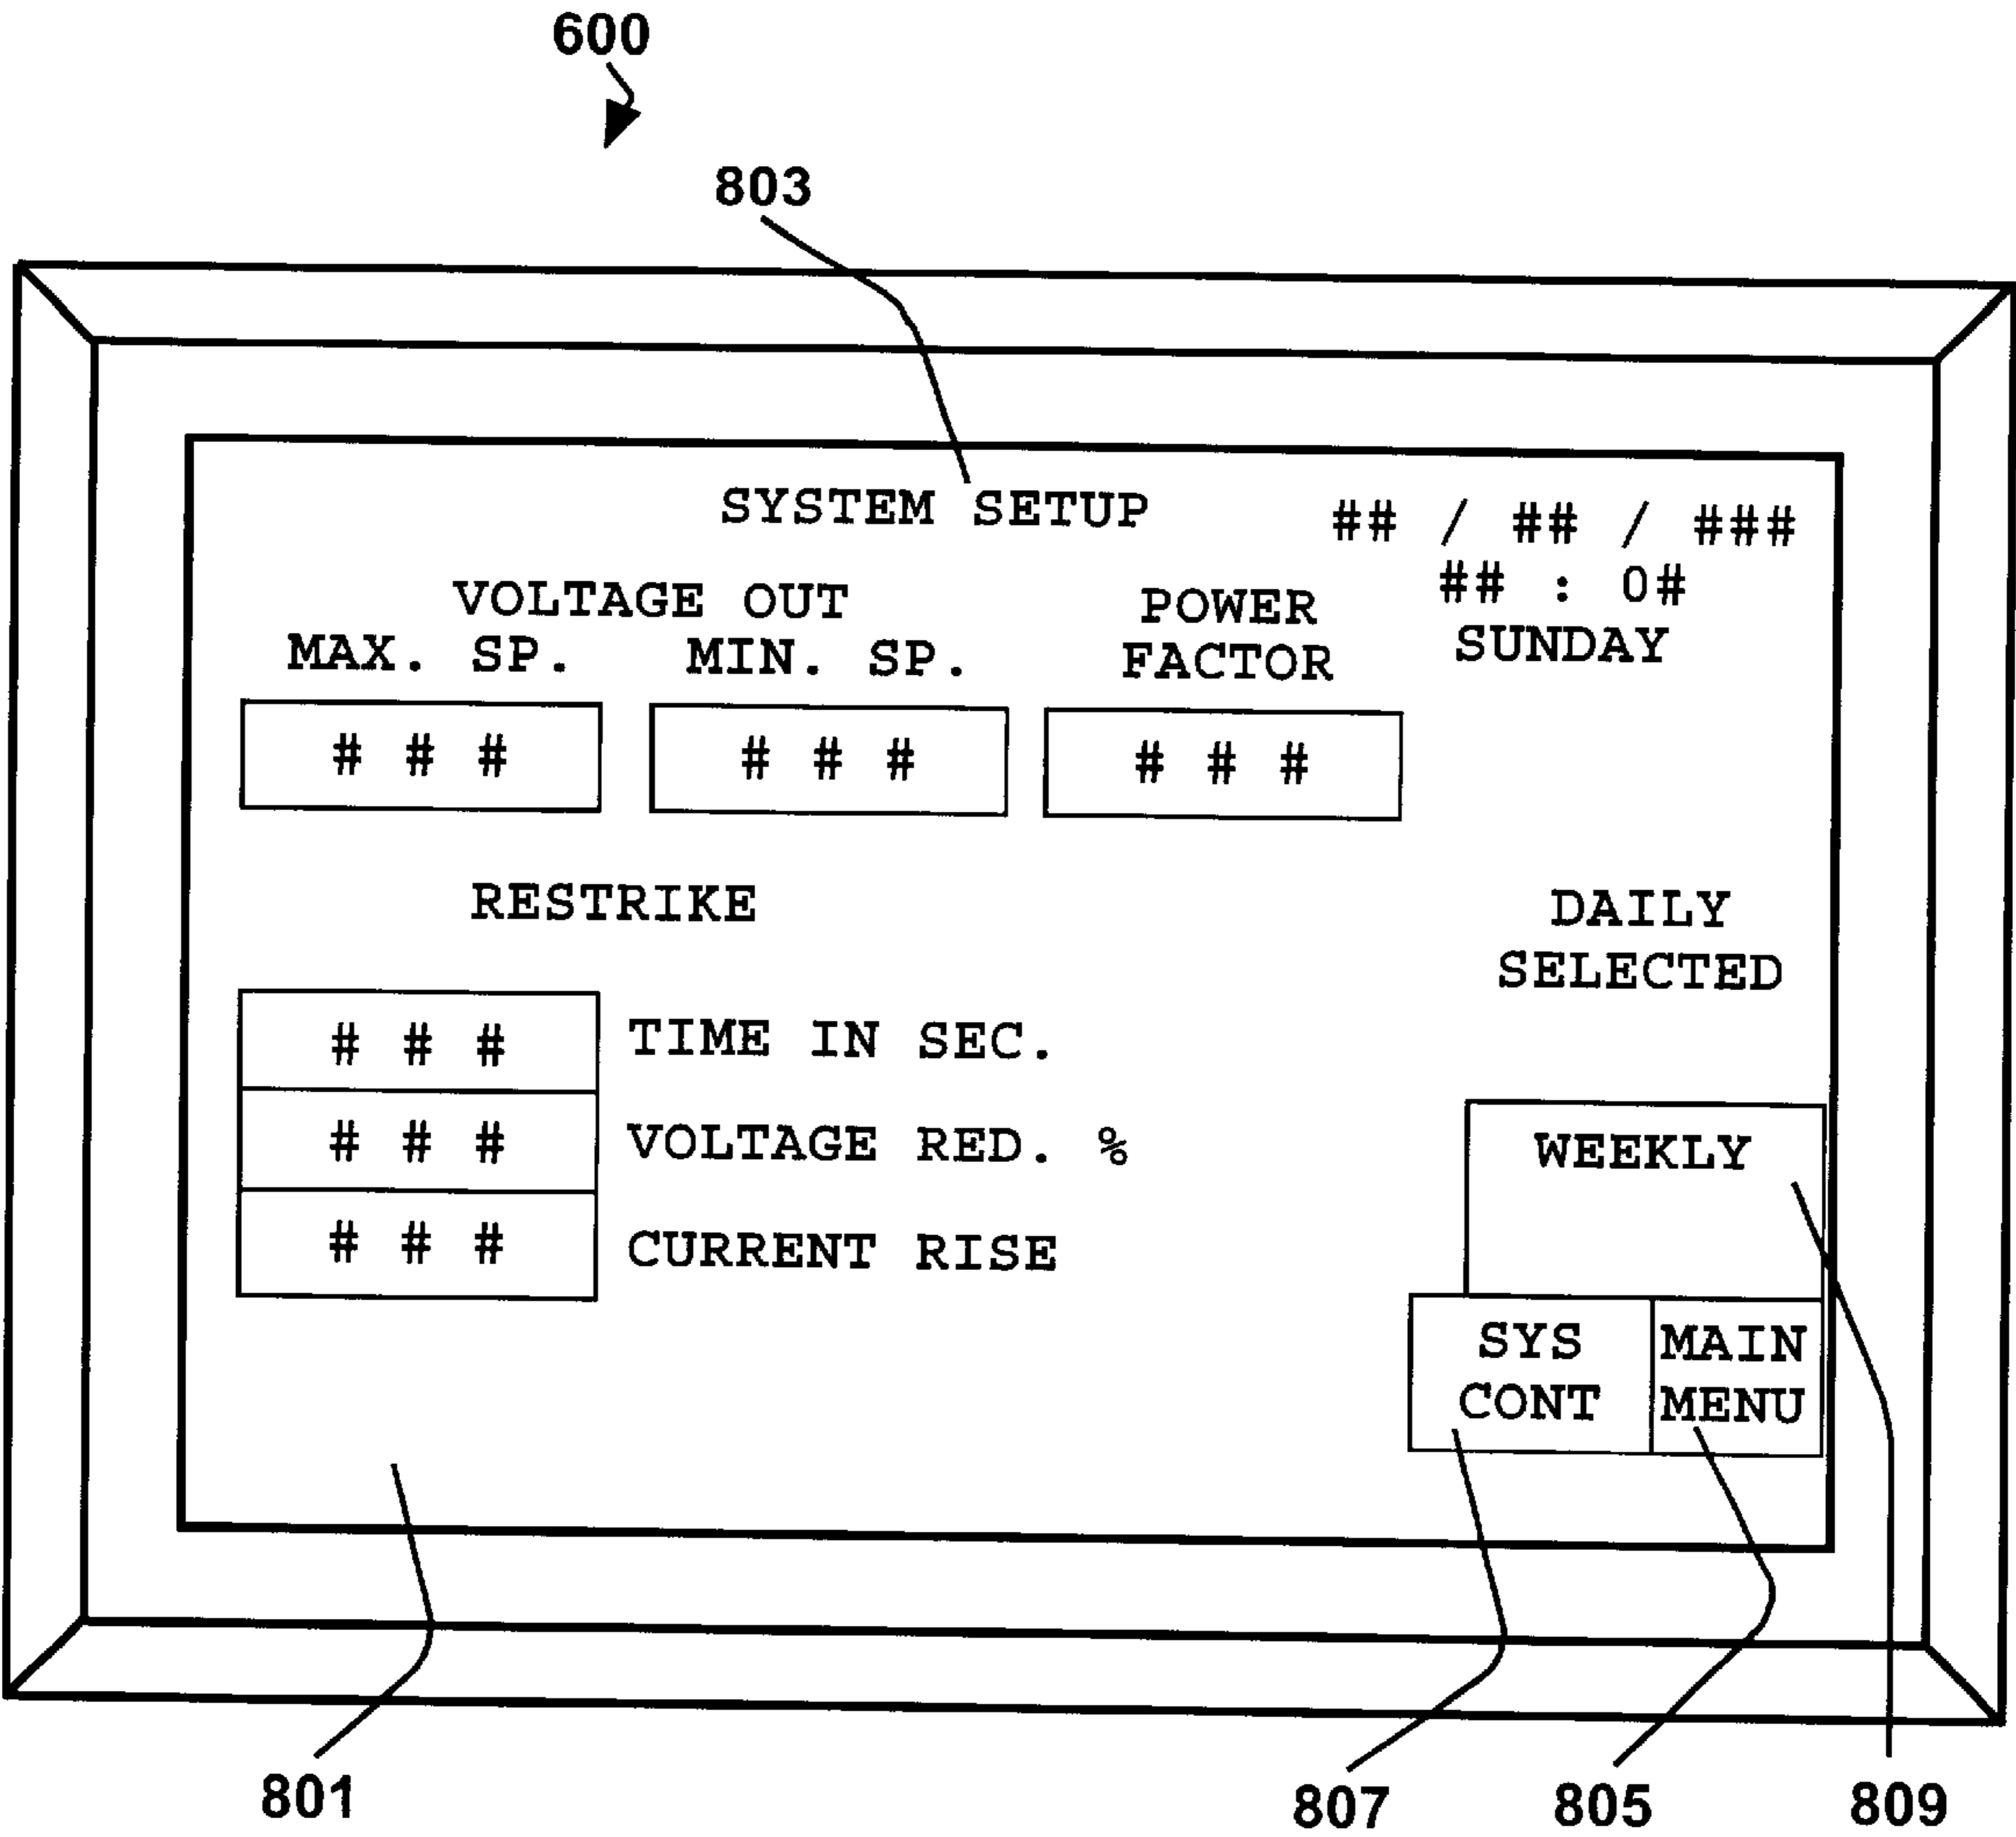 600
803
SYSTEM SETUP
## / ## / ###
## : 0#
SUNDAY
VOLTAGE OUT
MAX. SP. MIN. SP.
POWER
FACTOR
# # # # # # # # #
RESTRIKE
DAILY
SELECTED
# # # TIME IN SEC.
# # # VOLTAGE RED. %
# # # CURRENT RISE
WEEKLY
SYS
CONT
MAIN
MENU
801
807
805
809